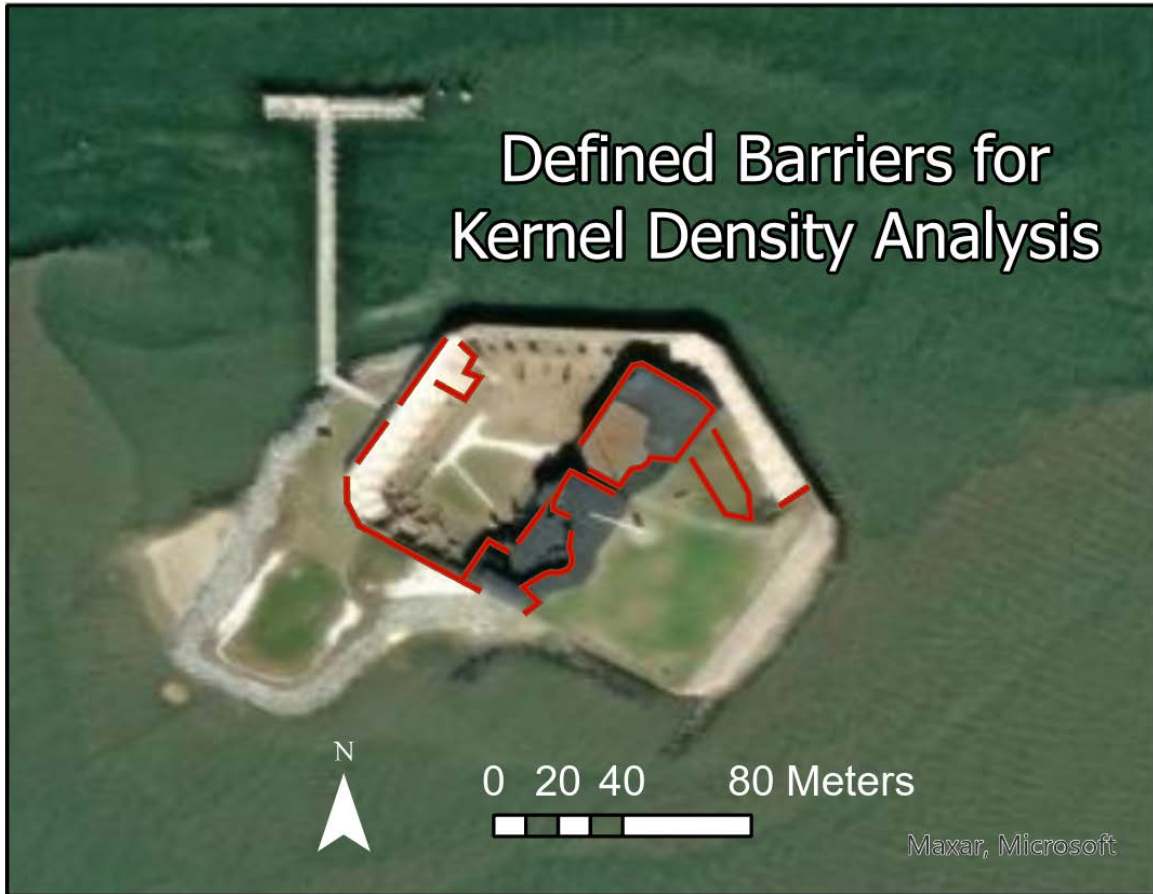 Defined Barriers for
Kernel Density Analysis
N
0 20 40 80 Meters
Maxar, Microsoft